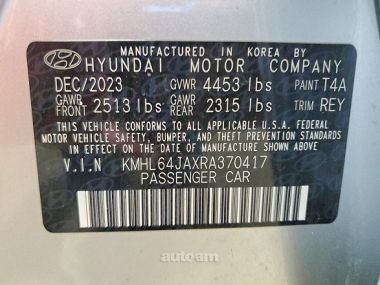 MANUFACTURED IN KOREA BY
HYUNDAI MOTOR COMPANY
DEC/2023 GVWR 4453 lbs PAINT T4A
GAWR FRONT 2513 lbs GAWR REAR 2315 lbs TRIM REY
THIS VEHICLE CONFORMS TO ALL APPLICABLE U.S.A. FEDERAL
MOTOR VEHICLE SAFETY, BUMPER, AND THEFT PREVENTION
STANDARDS IN EFFECT ON THE DATE OF MANUFACTURE SHOWN ABOVE.
V.I.N KMHL64JAXRA370417
PASSENGER CAR
autoam